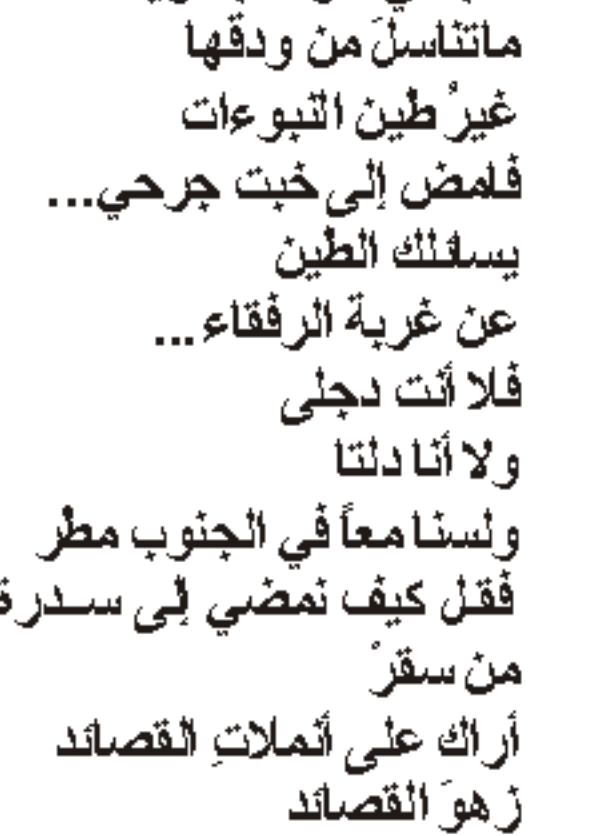 ماتناسلَ من ودقها
غيرُ طين النبوءات
فامض إلى خبت جرحي...
يسائلك الطين
عن غربة الرفقاء...
فلا أنت دجلى
ولا أنا دلتا
ولسنا معاً في الجنوب مطر
فقل كيف نمضي إلى سدرة
من سقرْ
أراك على أنملاتِ القصائد
زهوَ القصائد